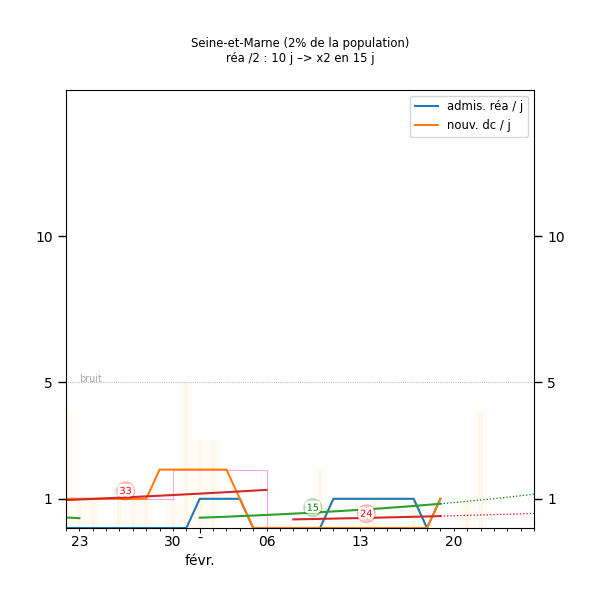 Seine-et-Marne (2% de la population)
réa /2 : 10 j –> x2 en 15 j
admis. réa / j
nouv. dc / j
10
10
bruit
5
5
33
15
24
1
1
23
30
-
06
13
20
févr.